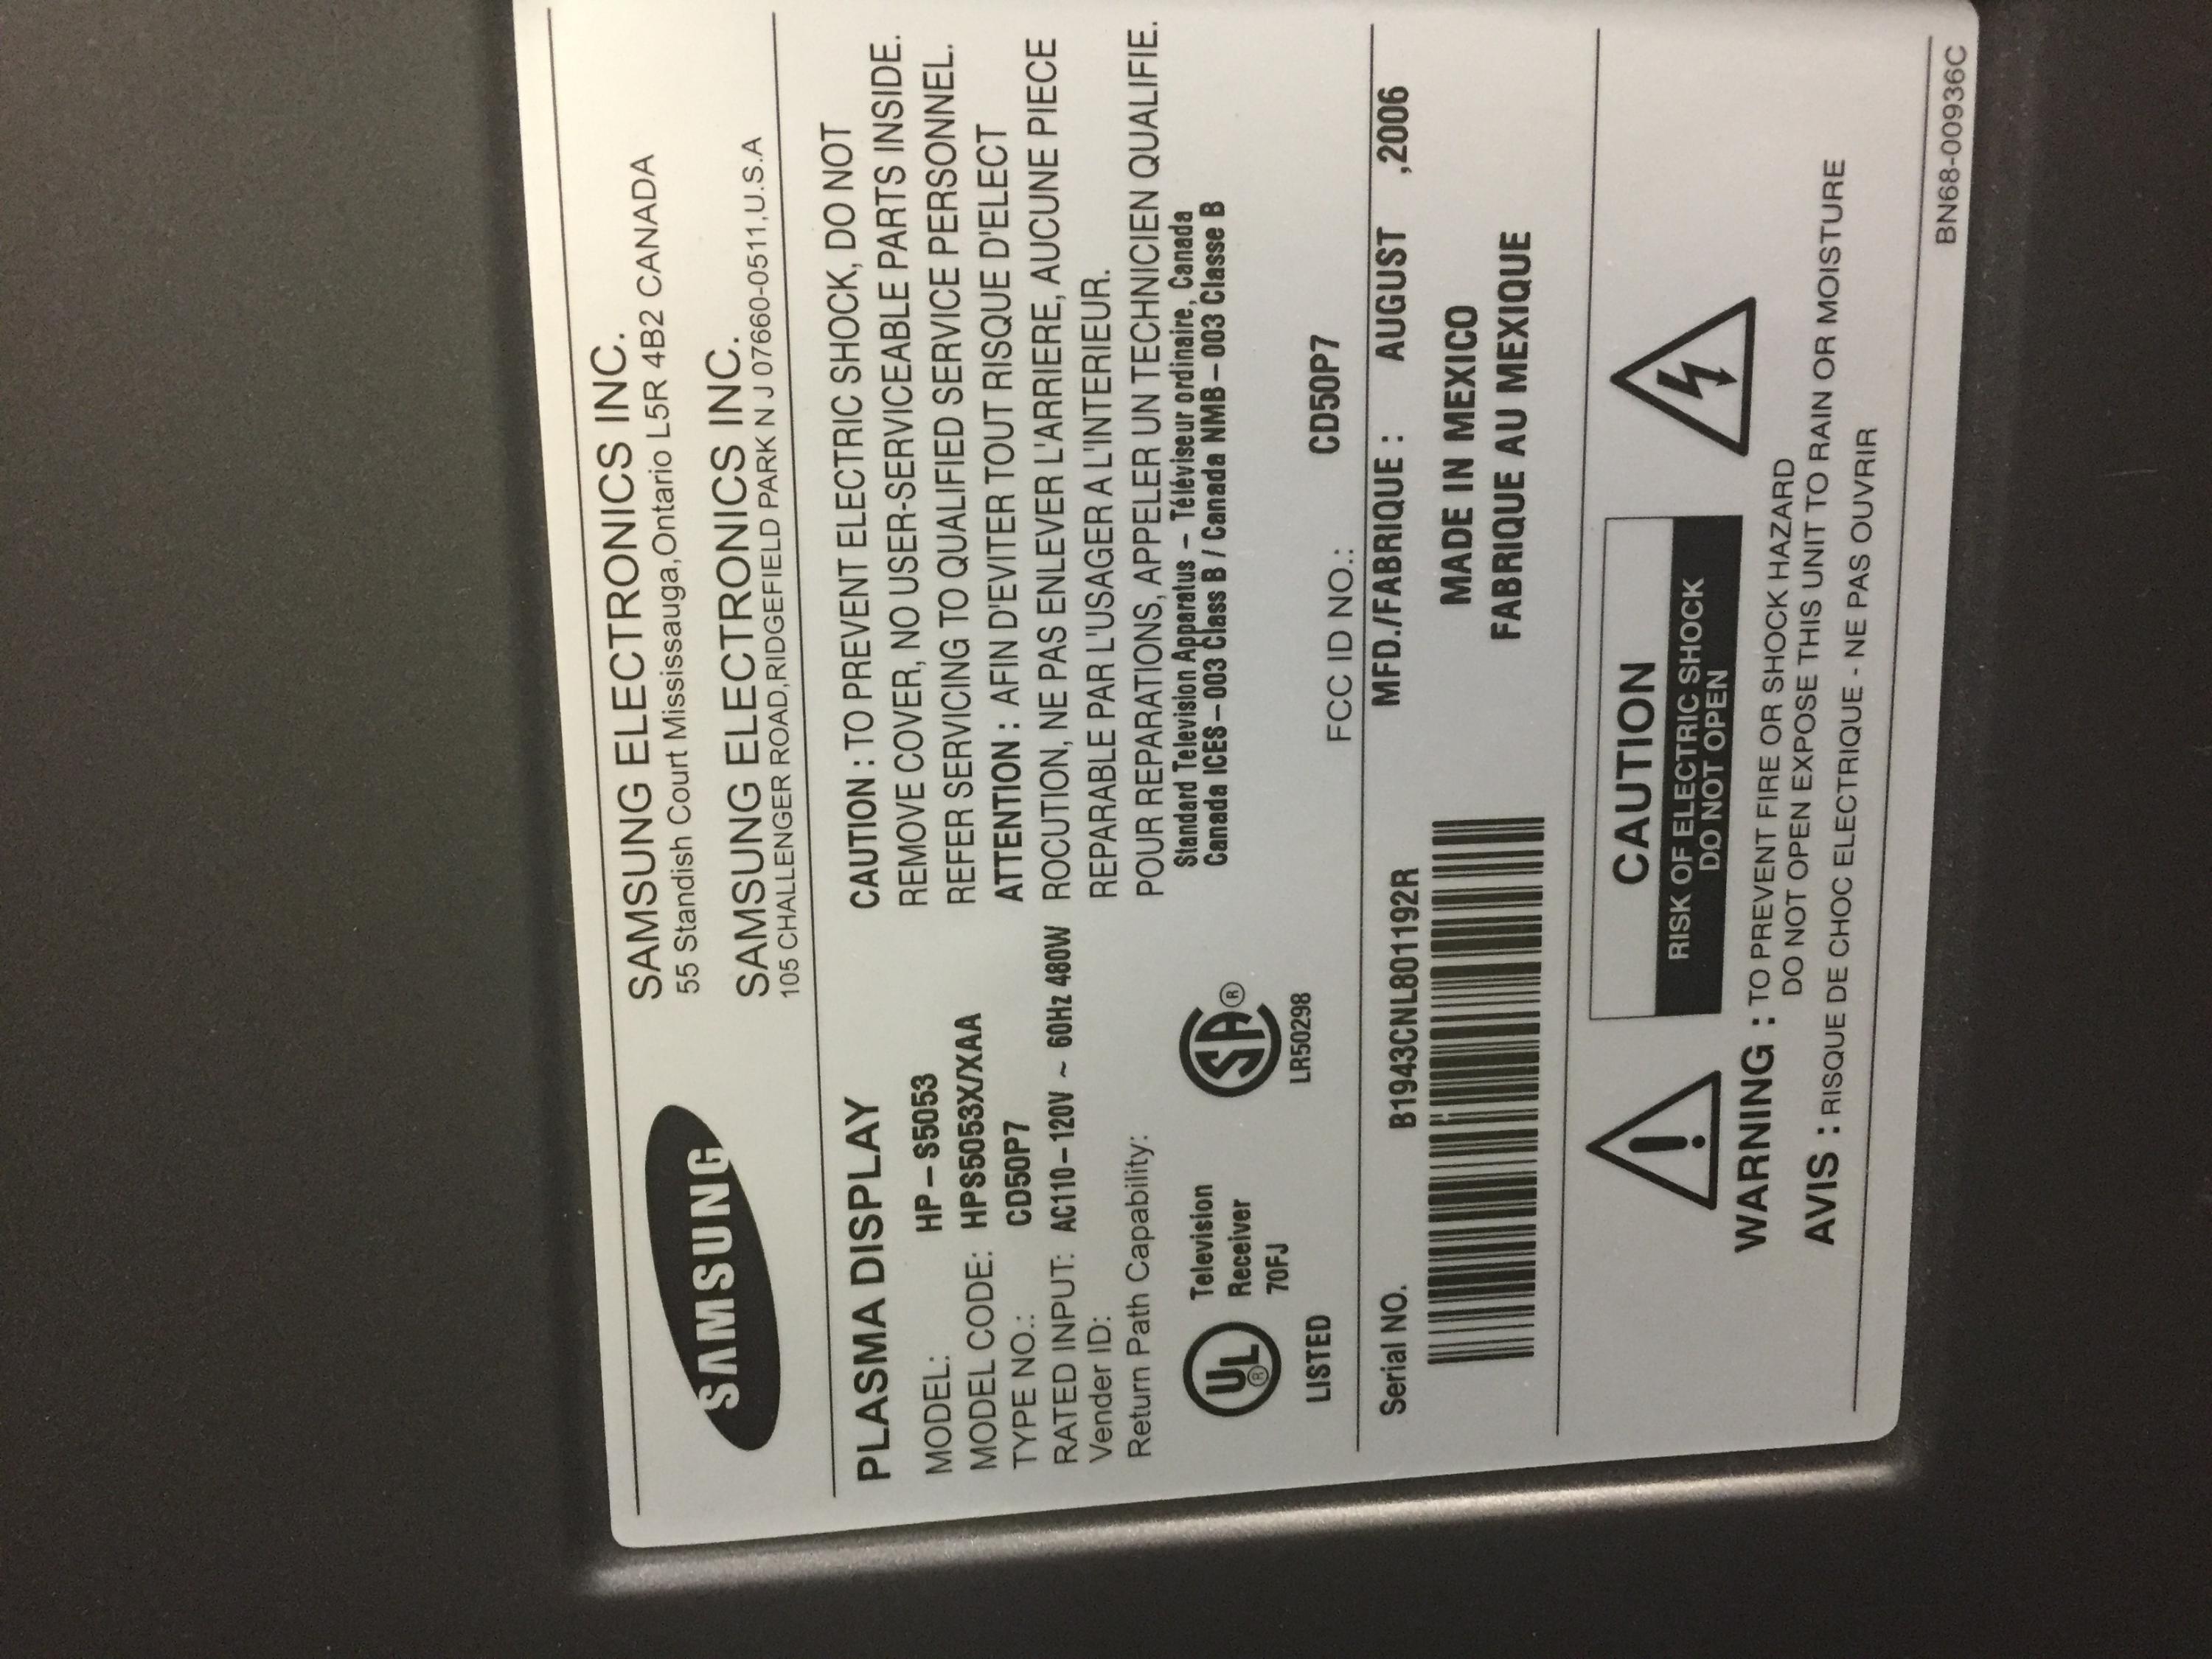 SAMSUNG
SAMSUNG ELECTRONICS INC.
55 Standish Court Mississauga,Ontario L5R 4B2 CANADA
SAMSUNG ELECTRONICS INC.
105 CHALLENGER ROAD,RIDGEFIELD PARK N J 07660-0511,U.S.A
PLASMA DISPLAY
MODEL: HP-S5053
MODEL CODE: HPS5053X/XAA
TYPE NO.: CD50P7
RATED INPUT: AC110-120V ~ 60Hz 480W
Vender ID:
Return Path Capability:
CAUTION : TO PREVENT ELECTRIC SHOCK, DO NOT
REMOVE COVER, NO USER-SERVICEABLE PARTS INSIDE.
REFER SERVICING TO QUALIFIED SERVICE PERSONNEL.
ATTENTION : AFIN D'EVITER TOUT RISQUE D'ELECT
ROCUTION, NE PAS ENLEVER L'ARRIERE, AUCUNE PIECE
REPARABLE PAR L'USAGER A L'INTERIEUR.
POUR REPARATIONS, APPELER UN TECHNICIEN QUALIFIE.
Standard Television Apparatus - Téléviseur ordinaire, Canada
Canada ICES-003 Class B / Canada NMB-003 Classe B
UL®
LISTED
Television
Receiver
70FJ
SA®
LR50298
FCC ID NO.: CD50P7
Serial NO. B1943CNL801192R
MFD./FABRIQUE : AUGUST ,2006
MADE IN MEXICO
FABRIQUE AU MEXIQUE
CAUTION
RISK OF ELECTRIC SHOCK
DO NOT OPEN
WARNING : TO PREVENT FIRE OR SHOCK HAZARD
DO NOT OPEN EXPOSE THIS UNIT TO RAIN OR MOISTURE
AVIS : RISQUE DE CHOC ELECTRIQUE - NE PAS OUVRIR
BN68-00936C